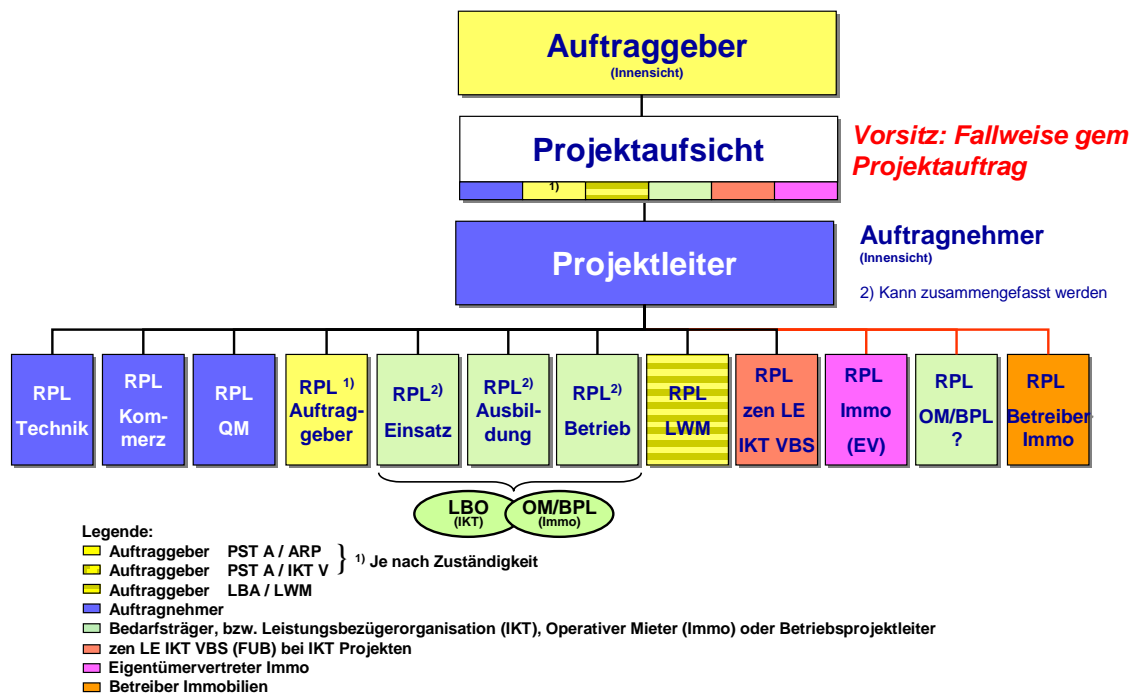 Auftraggeber
(Innensicht)
Projektaufsicht
1)
Vorsitz: Fallweise gem
Projektauftrag
Projektleiter
Auftragnehmer
(Innensicht)
2) Kann zusammengefasst werden
RPL
Technik
RPL
Kom-
merz
RPL
QM
RPL 1)
Auftrag-
geber
RPL2)
Einsatz
RPL2)
Ausbil-
dung
RPL2)
Betrieb
RPL
LWM
RPL
zen LE
IKT VBS
RPL
Immo
(EV)
RPL
OM/BPL
?
RPL
Betreiber
Immo
LBO
(IKT)
OM/BPL
(Immo)
Legende:
Auftraggeber PST A / ARP
Auftraggeber PST A / IKT V
} 1) Je nach Zuständigkeit
Auftraggeber LBA / LWM
Auftragnehmer
Bedarfsträger, bzw. Leistungsbezügerorganisation (IKT), Operativer Mieter (Immo) oder Betriebsprojektleiter
zen LE IKT VBS (FUB) bei IKT Projekten
Eigentümervertreter Immo
Betreiber Immobilien